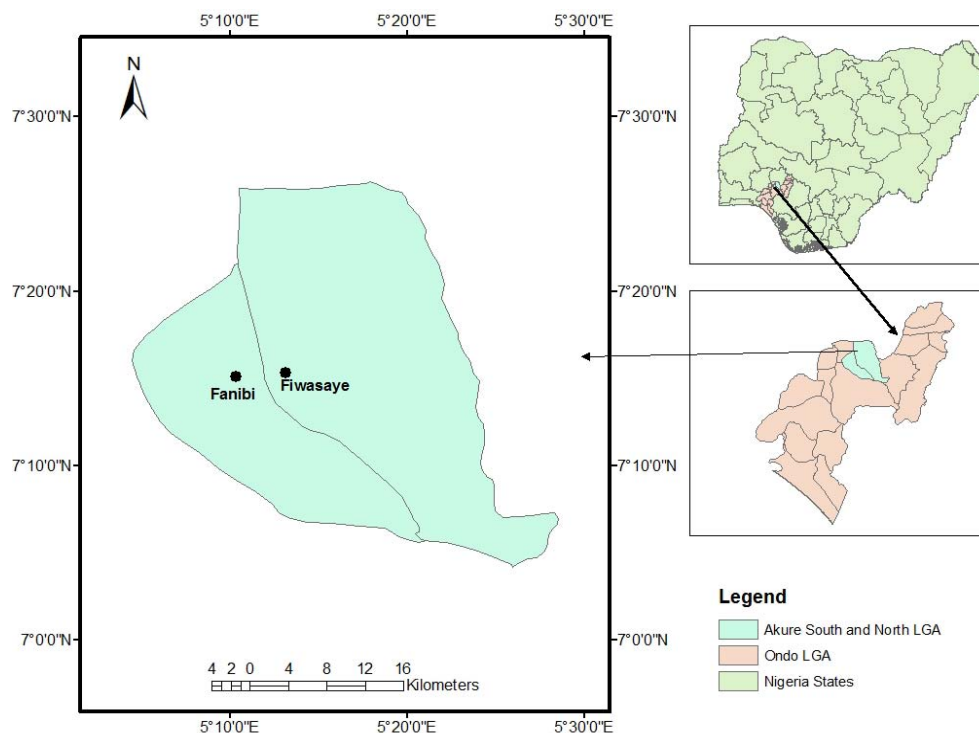 5°10'0"E 5°20'0"E 5°30'0"E
N
7°30'0"N 7°30'0"N
7°20'0"N 7°20'0"N
Fanibi
Fiwasaye
7°10'0"N 7°10'0"N
7°0'0"N 7°0'0"N
4 2 0 4 8 12 16
Kilometers
5°10'0"E 5°20'0"E 5°30'0"E
Legend
Akure South and North LGA
Ondo LGA
Nigeria States